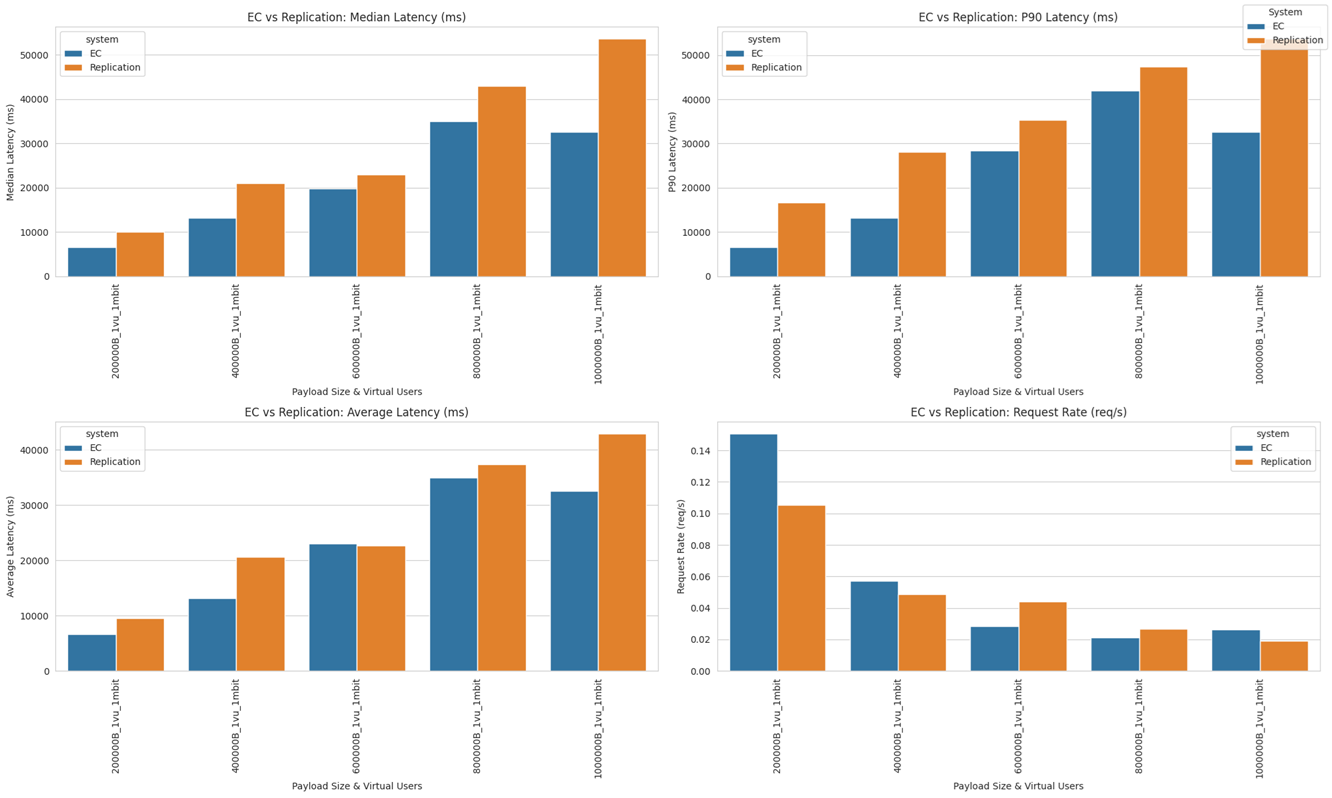 EC vs Replication: Median Latency (ms)
system
EC
Replication
Median Latency (ms)
50000
40000
30000
20000
10000
0
200000B_1vu_1mbit
400000B_1vu_1mbit
600000B_1vu_1mbit
800000B_1vu_1mbit
1000000B_1vu_1mbit
Payload Size & Virtual Users
EC vs Replication: P90 Latency (ms)
system
EC
Replication
System
EC
Replication
P90 Latency (ms)
50000
40000
30000
20000
10000
0
200000B_1vu_1mbit
400000B_1vu_1mbit
600000B_1vu_1mbit
800000B_1vu_1mbit
1000000B_1vu_1mbit
Payload Size & Virtual Users
EC vs Replication: Average Latency (ms)
system
EC
Replication
Average Latency (ms)
40000
30000
20000
10000
0
200000B_1vu_1mbit
400000B_1vu_1mbit
600000B_1vu_1mbit
800000B_1vu_1mbit
1000000B_1vu_1mbit
Payload Size & Virtual Users
EC vs Replication: Request Rate (req/s)
system
EC
Replication
Request Rate (req/s)
0.14
0.12
0.10
0.08
0.06
0.04
0.02
0.00
200000B_1vu_1mbit
400000B_1vu_1mbit
600000B_1vu_1mbit
800000B_1vu_1mbit
1000000B_1vu_1mbit
Payload Size & Virtual Users